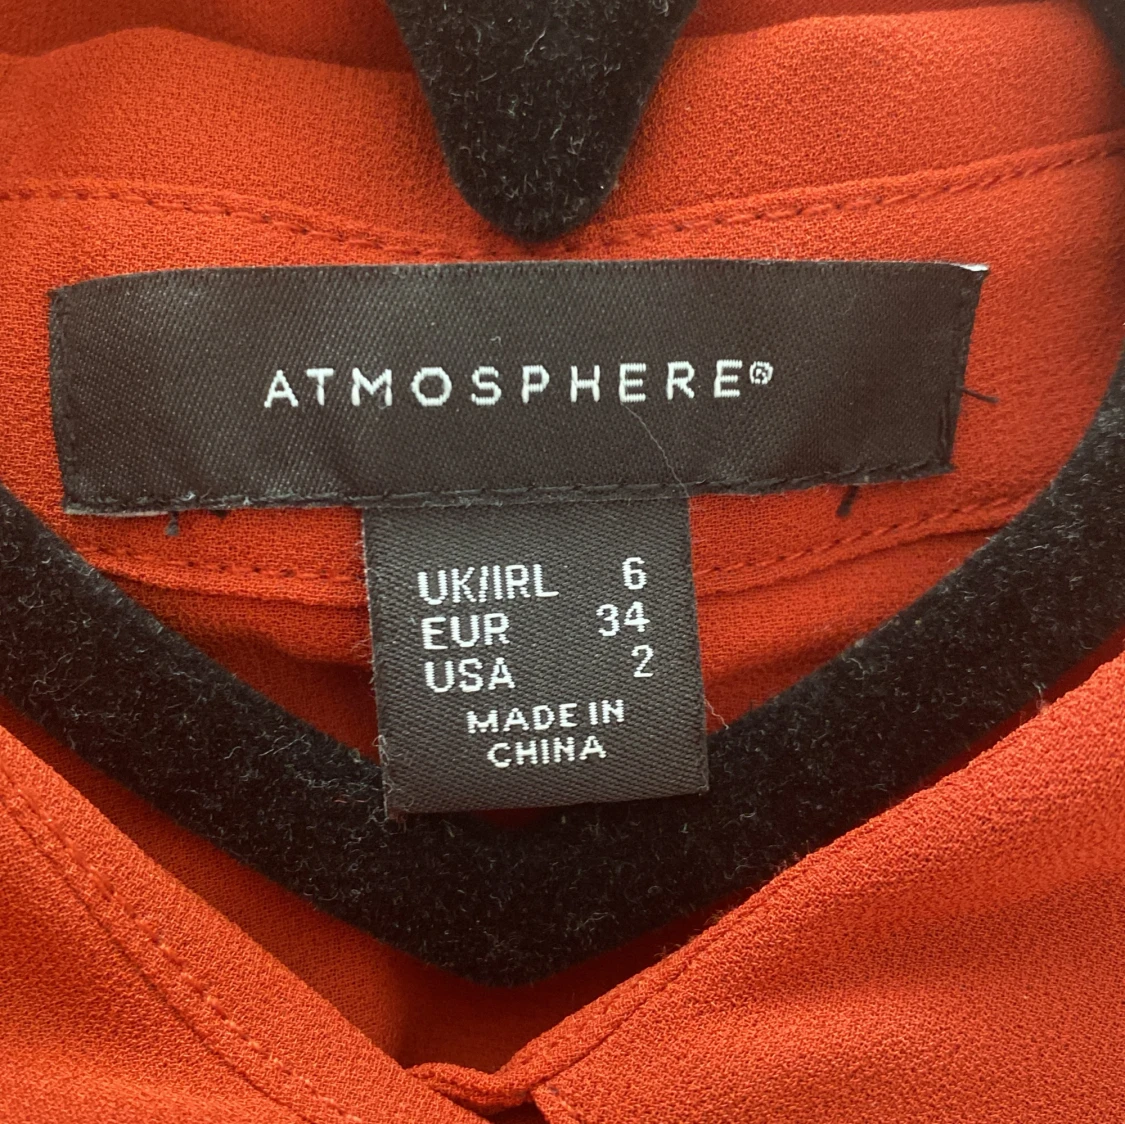 ATMOSPHERE®
UK/IRL 6
EUR 34
USA 2
MADE IN
CHINA